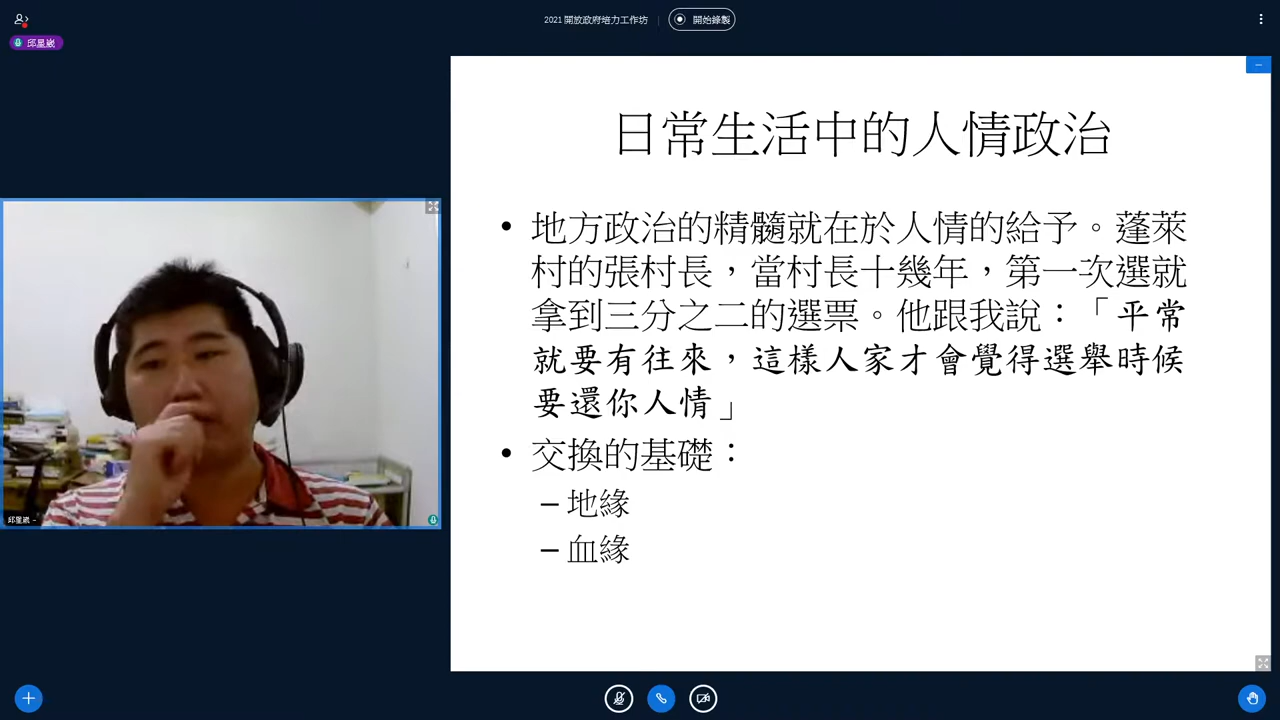 2021 開放政府培力工作坊
開始錄製
邱星崴
日常生活中的人情政治
• 地方政治的精髓就在於人情的給予。蓬萊
村的張村長，當村長十幾年，第一次選就
拿到三分之二的選票。他跟我說：「平常
就要有往來，這樣人家才會覺得選舉時候
要還你人情」
• 交換的基礎：
– 地緣
– 血緣
邱星崴